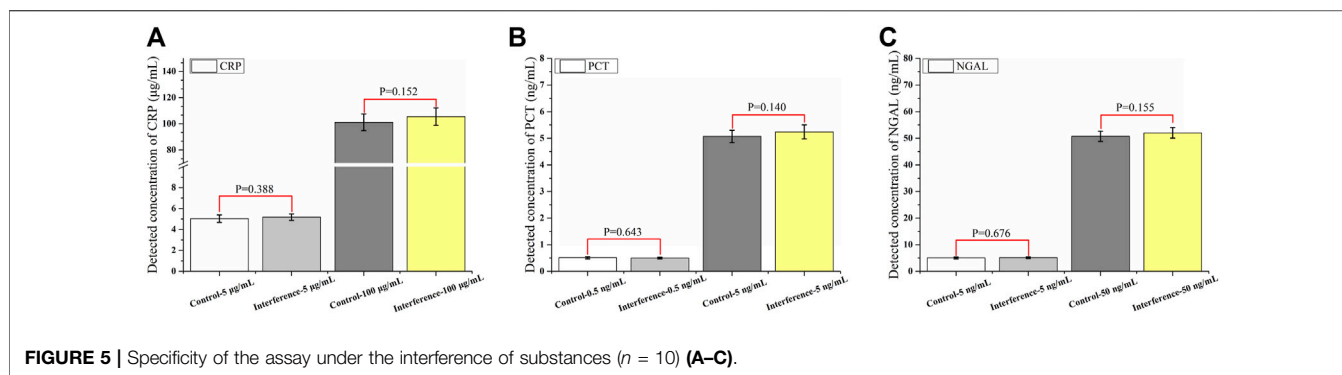 A
CRP
Detected concentration of CRP (μg/mL)
140
120
100
80
8
6
4
2
0
P=0.388
P=0.152
Control-5 μg/mL
Interference-5 μg/mL
Control-100 μg/mL
Interference-100 μg/mL
B
PCT
Detected concentration of PCT (ng/mL)
8
7
6
5
4
3
2
1
0
P=0.643
P=0.140
Control-0.5 ng/mL
Interference-0.5 ng/mL
Control-5 ng/mL
Interference-5 ng/mL
C
NGAL
Detected concentration of NGAL (ng/mL)
80
70
60
50
40
30
20
10
0
P=0.676
P=0.155
Control-5 ng/mL
Interference-5 ng/mL
Control-50 ng/mL
Interference-50 ng/mL
FIGURE 5 | Specificity of the assay under the interference of substances (n = 10) (A–C).